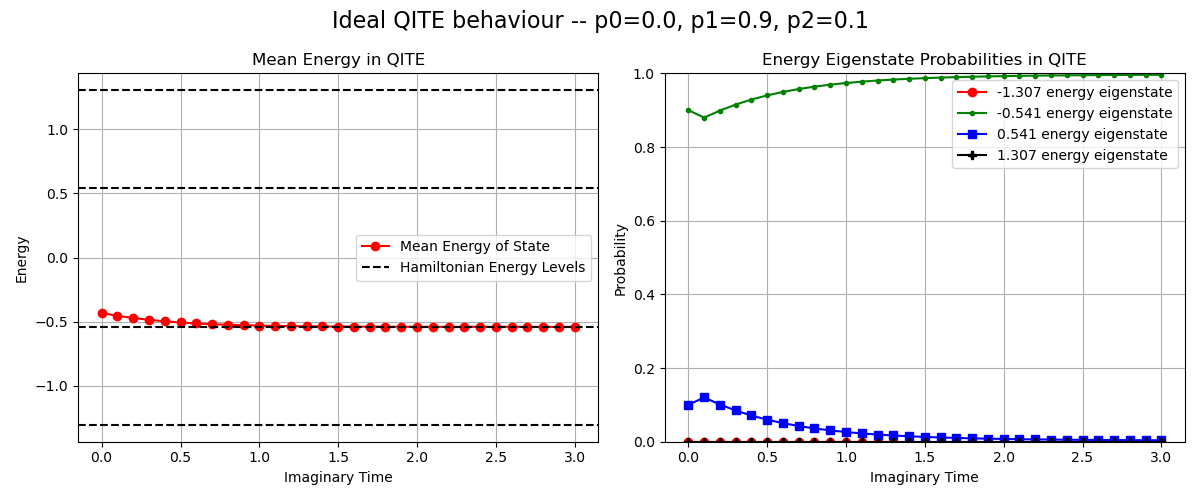 Ideal QITE behaviour -- p0=0.0, p1=0.9, p2=0.1
Mean Energy in QITE
Energy
1.0
0.5
0.0
−0.5
−1.0
Mean Energy of State
Hamiltonian Energy Levels
0.0 0.5 1.0 1.5 2.0 2.5 3.0
Imaginary Time
Energy Eigenstate Probabilities in QITE
Probability
1.0
0.8
0.6
0.4
0.2
0.0
-1.307 energy eigenstate
-0.541 energy eigenstate
0.541 energy eigenstate
1.307 energy eigenstate
0.0 0.5 1.0 1.5 2.0 2.5 3.0
Imaginary Time